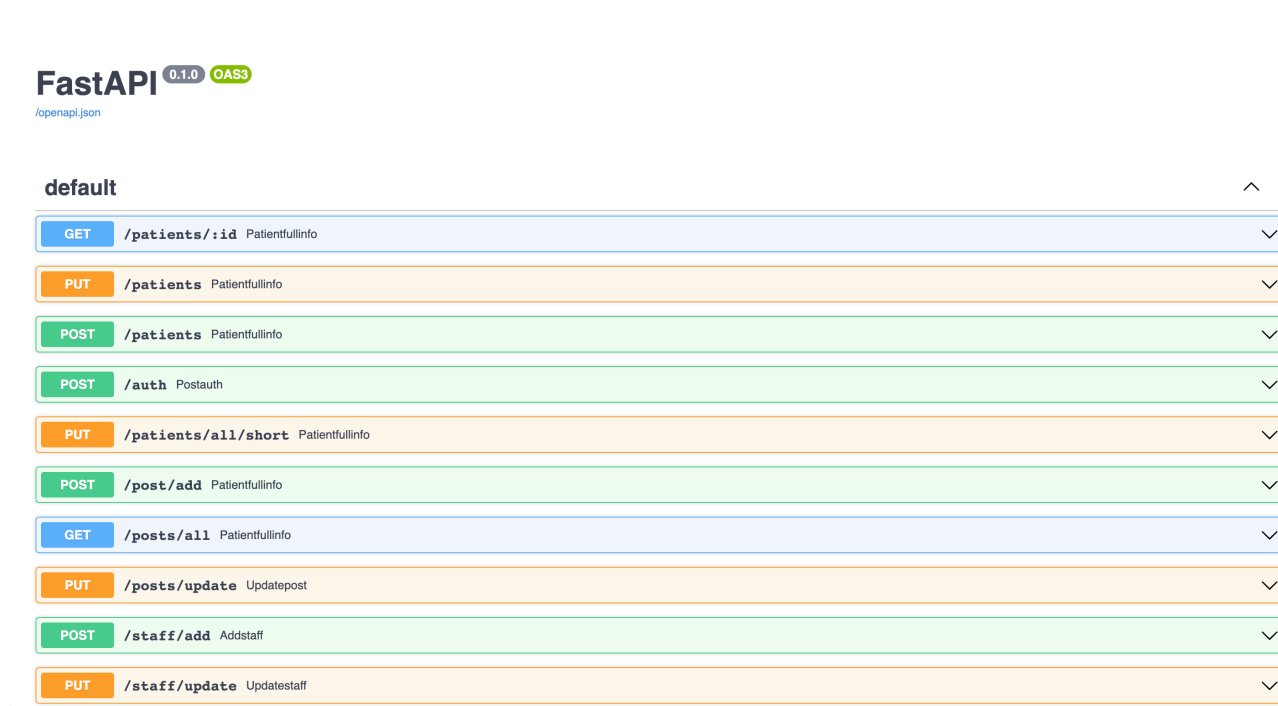 FastAPI 0.1.0 OAS3
/openapi.json
default
GET /patients/:id Patientfullinfo
PUT /patients Patientfullinfo
POST /patients Patientfullinfo
POST /auth Postauth
PUT /patients/all/short Patientfullinfo
POST /post/add Patientfullinfo
GET /posts/all Patientfullinfo
PUT /posts/update Updatepost
POST /staff/add Addstaff
PUT /staff/update Updatestaff